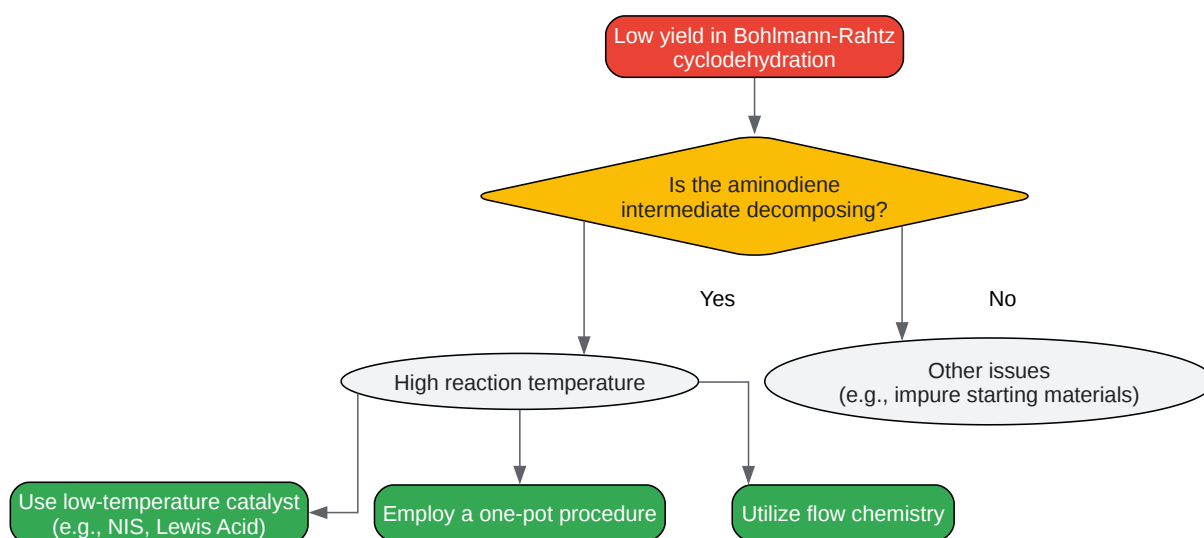 Low yield in Bohlmann-Rahtz
cyclodehydration
Is the aminodiene
intermediate decomposing?
Yes
No
High reaction temperature
Other issues
(e.g., impure starting materials)
Use low-temperature catalyst
(e.g., NIS, Lewis Acid)
Employ a one-pot procedure
Utilize flow chemistry